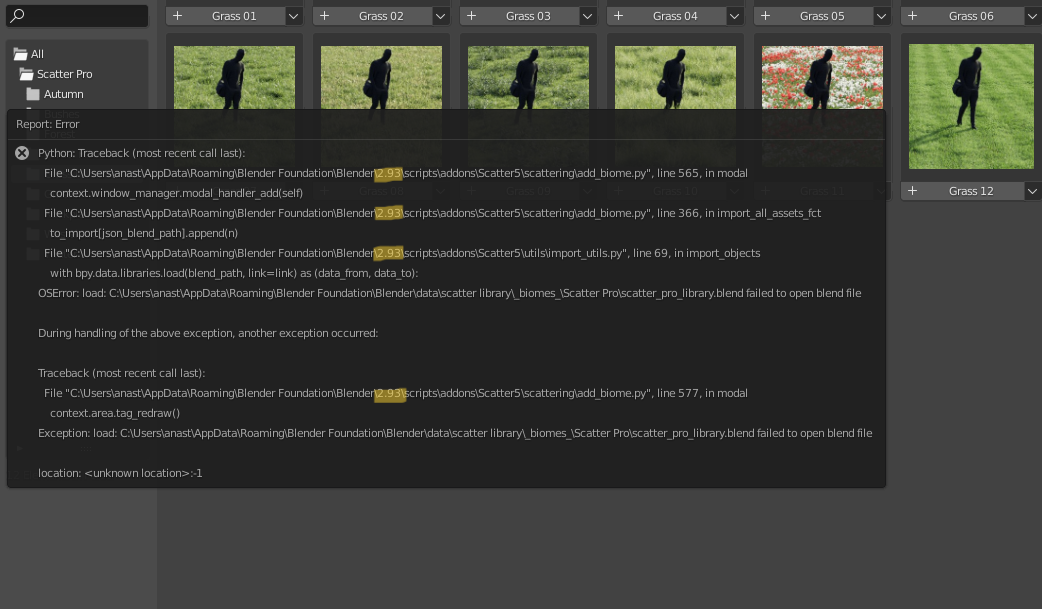 + Grass 01
+ Grass 02
+ Grass 03
+ Grass 04
+ Grass 05
+ Grass 06
All
Scatter Pro
Autumn
Report: Error
Python: Traceback (most recent call last):
File "C:\Users\anast\AppData\Roaming\Blender Foundation\Blender\2.93\scripts\addons\Scatter5\scattering\add_biome.py", line 565, in modal
context.window_manager.modal_handler_add(self)
File "C:\Users\anast\AppData\Roaming\Blender Foundation\Blender\2.93\scripts\addons\Scatter5\scattering\add_biome.py", line 366, in import_all_assets_fct
to_import[json_blend_path].append(n)
File "C:\Users\anast\AppData\Roaming\Blender Foundation\Blender\2.93\scripts\addons\Scatter5\utils\import_utils.py", line 69, in import_objects
with bpy.data.libraries.load(blend_path, link=link) as (data_from, data_to):
OSError: load: C:\Users\anast\AppData\Roaming\Blender Foundation\Blender\data\scatter library\_biomes_\Scatter Pro\scatter_pro_library.blend failed to open blend file
During handling of the above exception, another exception occurred:
Traceback (most recent call last):
File "C:\Users\anast\AppData\Roaming\Blender Foundation\Blender\2.93\scripts\addons\Scatter5\scattering\add_biome.py", line 577, in modal
context.area.tag_redraw()
Exception: load: C:\Users\anast\AppData\Roaming\Blender Foundation\Blender\data\scatter library\_biomes_\Scatter Pro\scatter_pro_library.blend failed to open blend file
location: <unknown location>:-1
+ Grass 12